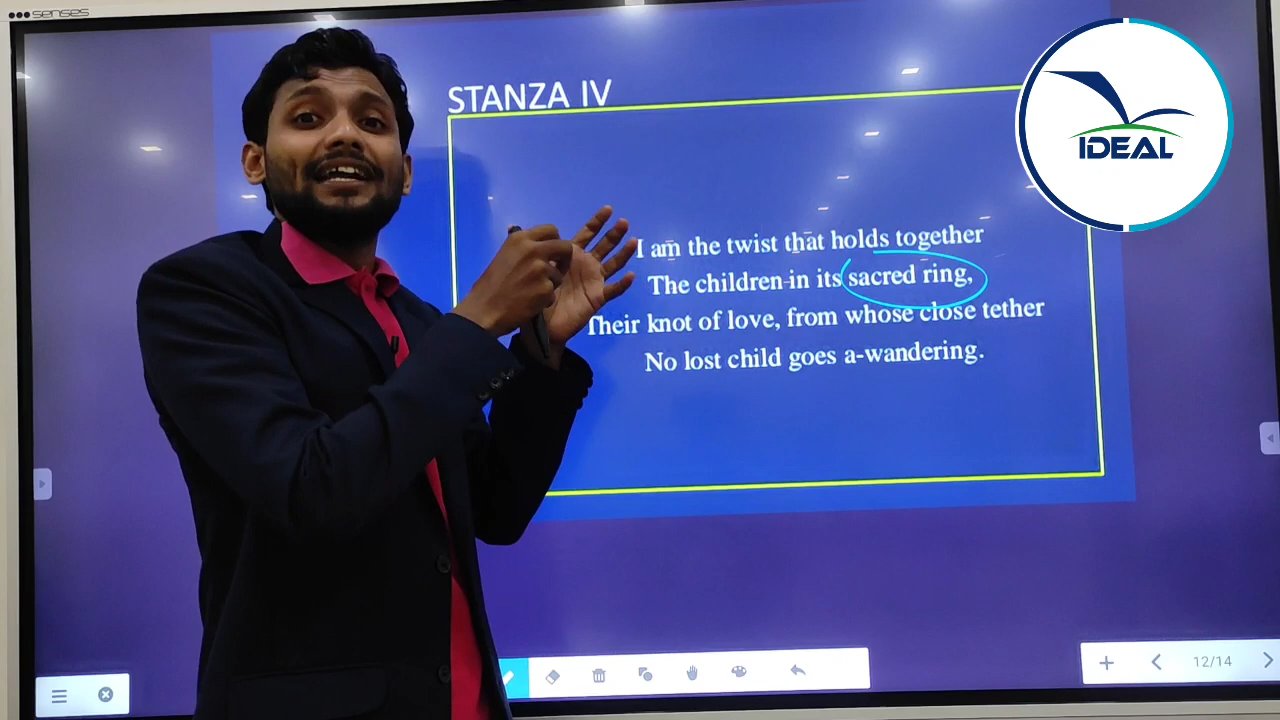 senses
STANZA IV
IDEAL
I am the twist that holds together
The children in its sacred ring,
Their knot of love, from whose close tether
No lost child goes a-wandering.
12/14